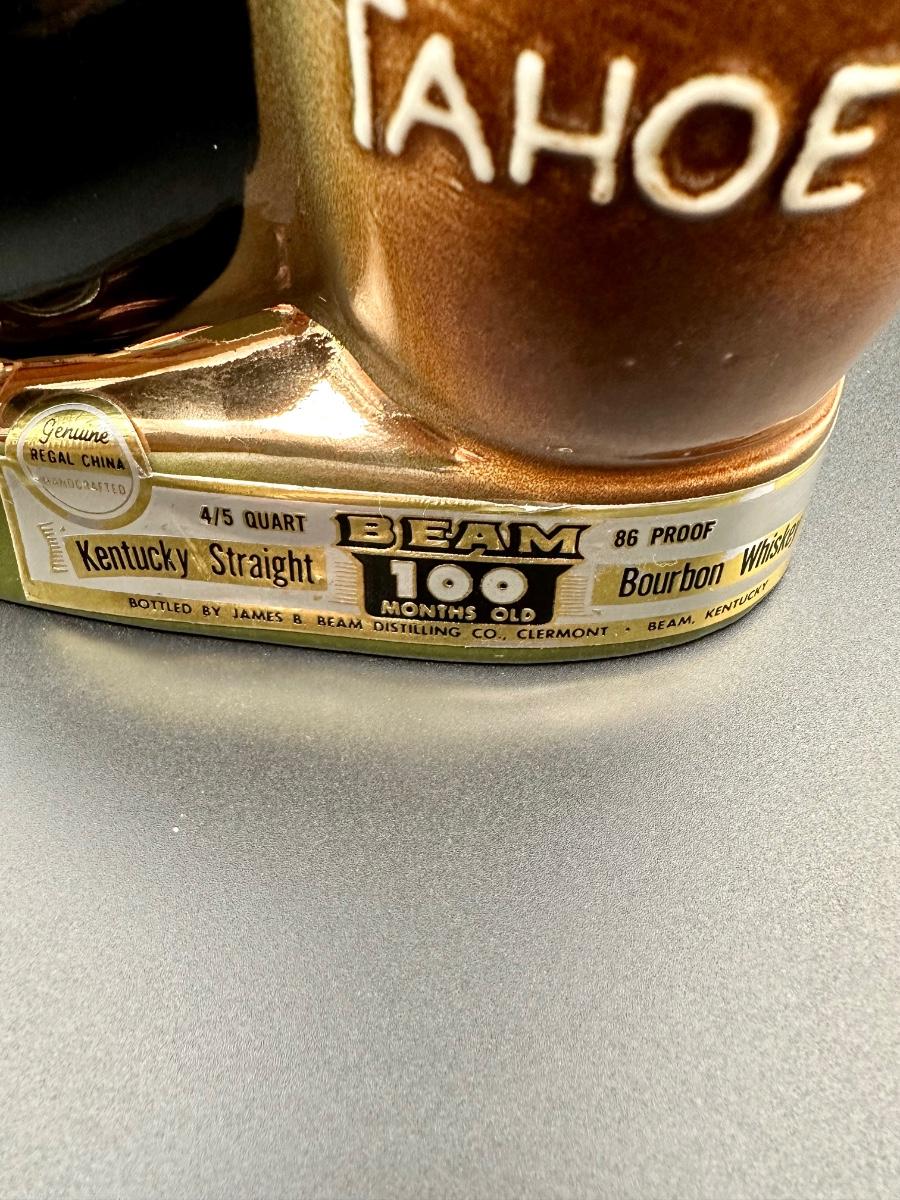 TAHOE
Genuine
REGAL CHINA
HANDCRAFTED
4/5 QUART
BEAM
86 PROOF
Kentucky Straight
100
MONTHS OLD
Bourbon Whiskey
BOTTLED BY JAMES B. BEAM DISTILLING CO., CLERMONT · BEAM, KENTUCKY